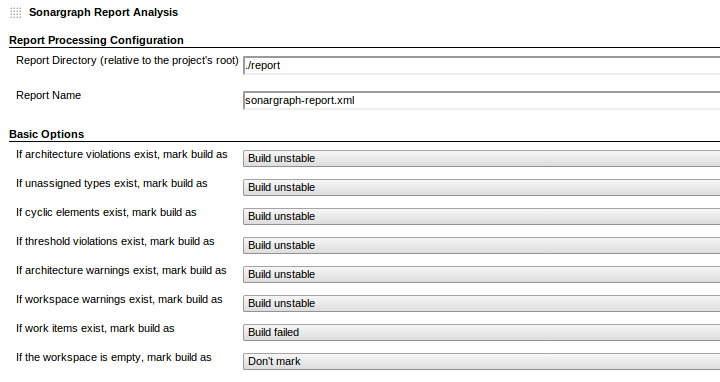 Sonargraph Report Analysis
Report Processing Configuration
Report Directory (relative to the project's root) ./report
Report Name sonargraph-report.xml
Basic Options
If architecture violations exist, mark build as Build unstable
If unassigned types exist, mark build as Build unstable
If cyclic elements exist, mark build as Build unstable
If threshold violations exist, mark build as Build unstable
If architecture warnings exist, mark build as Build unstable
If workspace warnings exist, mark build as Build unstable
If work items exist, mark build as Build failed
If the workspace is empty, mark build as Don't mark